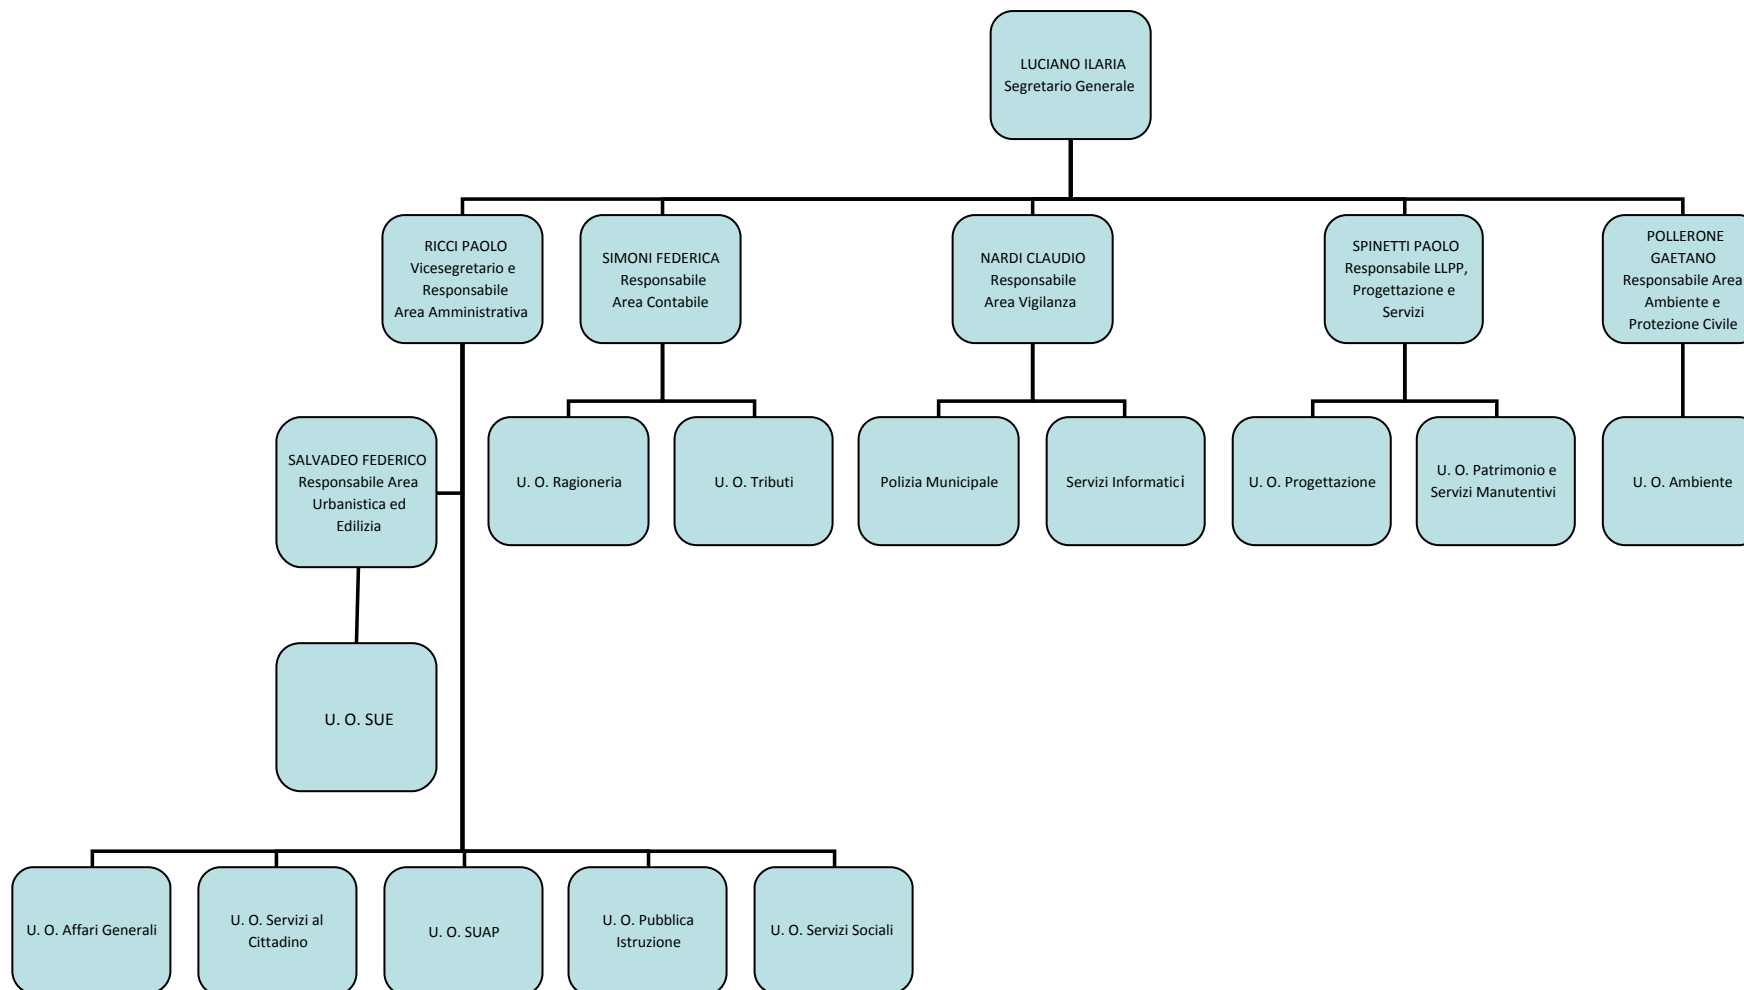 LUCIANO ILARIA
Segretario Generale
RICCI PAOLO
Vicesegretario e
Responsabile
Area Amministrativa
SIMONI FEDERICA
Responsabile
Area Contabile
NARDI CLAUDIO
Responsabile
Area Vigilanza
SPINETTI PAOLO
Responsabile LLPP,
Progettazione e
Servizi
POLLERONE
GAETANO
Responsabile Area
Ambiente e
Protezione Civile
SALVADEO FEDERICO
Responsabile Area
Urbanistica ed
Edilizia
U. O. Ragioneria
U. O. Tributi
Polizia Municipale
Servizi Informatici
U. O. Progettazione
U. O. Patrimonio e
Servizi Manutentivi
U. O. Ambiente
U. O. SUE
U. O. Affari Generali
U. O. Servizi al
Cittadino
U. O. SUAP
U. O. Pubblica
Istruzione
U. O. Servizi Sociali